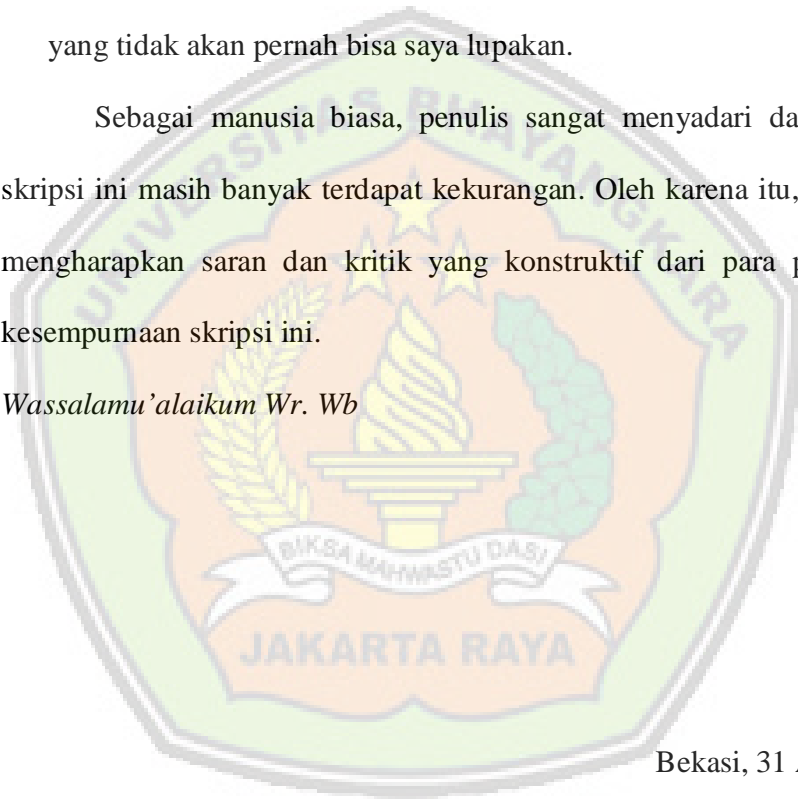 yang tidak akan pernah bisa saya lupakan.
Sebagai manusia biasa, penulis sangat menyadari da
skripsi ini masih banyak terdapat kekurangan. Oleh karena itu,
mengharapkan saran dan kritik yang konstruktif dari para p
kesempurnaan skripsi ini.
Wassalamu’alaikum Wr. Wb
UNIVERSITAS BHAYANGKARA
BIKSA MAHWASTU DASI
JAKARTA RAYA
Bekasi, 31 A